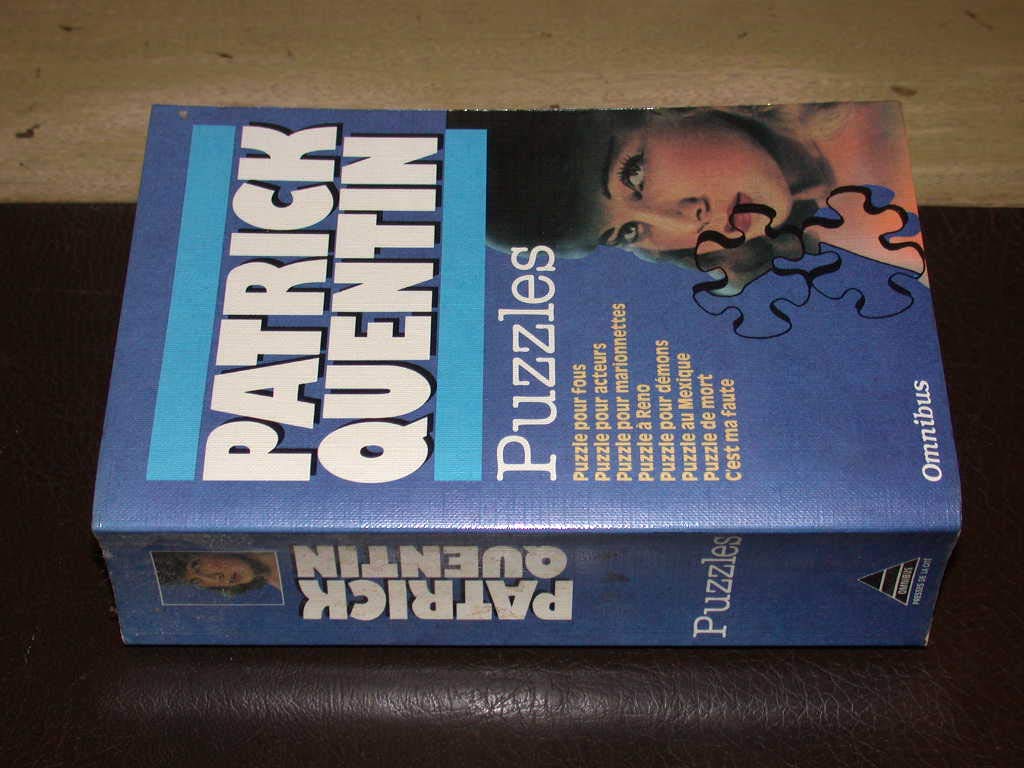 PATRICK
QUENTIN
Puzzles
Puzzle pour fous
Puzzle pour acteurs
Puzzle pour marionnettes
Puzzle à Reno
Puzzle pour démons
Puzzle au Mexique
Puzzle de mort
C'est ma faute
Omnibus
PATRICK
QUENTIN
Puzzles
OMNIBUS
PRESSES DE LA CITÉ